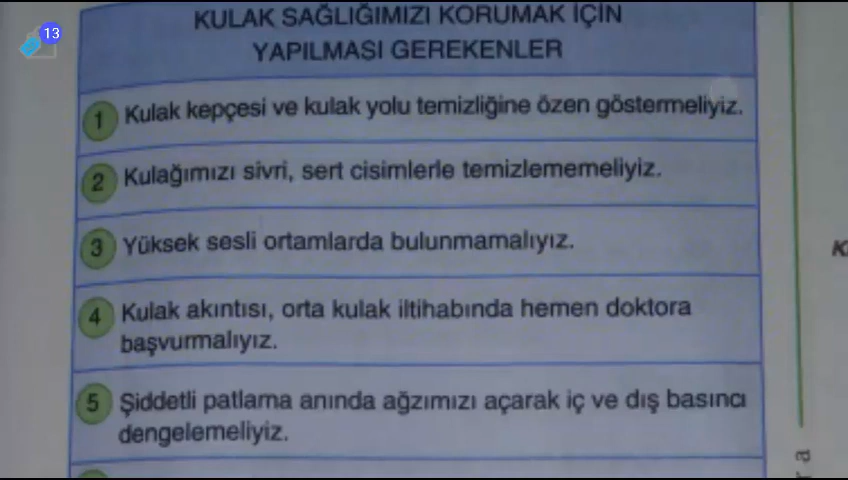 13
KULAK SAĞLIĞIMIZI KORUMAK İÇİN
YAPILMASI GEREKENLER
1 Kulak kepçesi ve kulak yolu temizliğine özen göstermeliyiz.
2 Kulağımızı sivri, sert cisimlerle temizlememeliyiz.
3 Yüksek sesli ortamlarda bulunmamalıyız.
4 Kulak akıntısı, orta kulak iltihabında hemen doktora
başvurmalıyız.
5 Şiddetli patlama anında ağzımızı açarak iç ve dış basıncı
dengelemeliyiz.